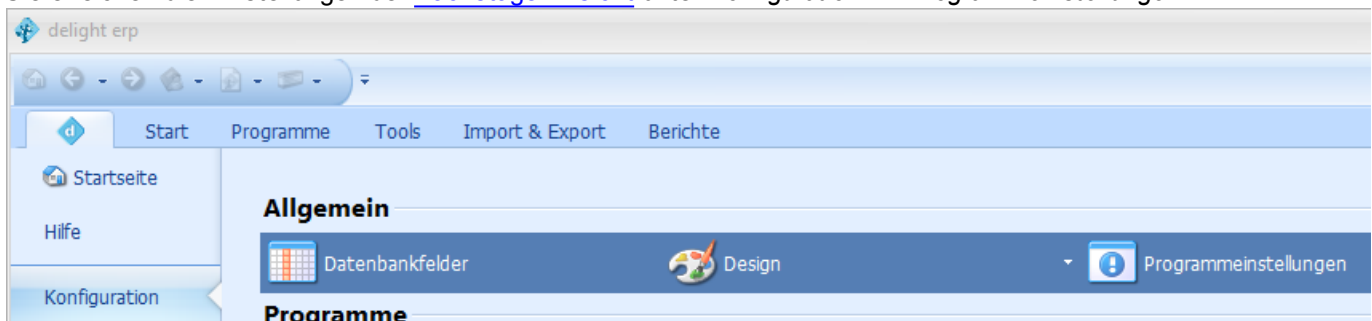 delight erp
Start Programme Tools Import & Export Berichte
Startseite
Allgemein
Hilfe
Datenbankfelder Design Programmeinstellungen
Konfiguration
Programme